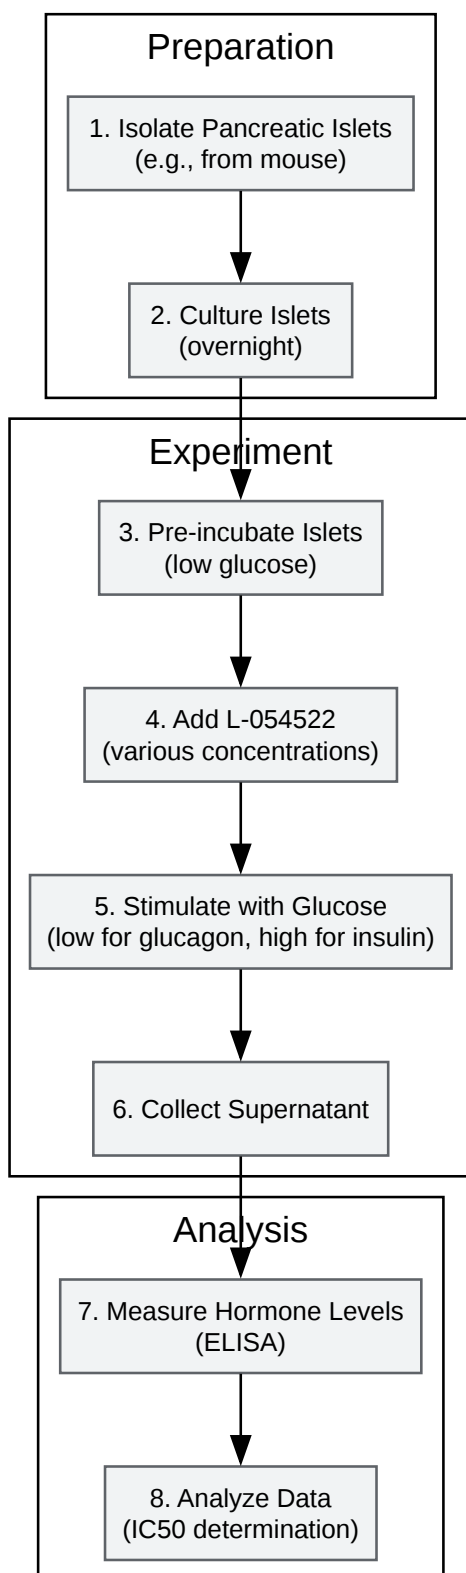 Preparation
1. Isolate Pancreatic Islets
(e.g., from mouse)
2. Culture Islets
(overnight)
Experiment
3. Pre-incubate Islets
(low glucose)
4. Add L-054522
(various concentrations)
5. Stimulate with Glucose
(low for glucagon, high for insulin)
6. Collect Supernatant
Analysis
7. Measure Hormone Levels
(ELISA)
8. Analyze Data
(IC50 determination)